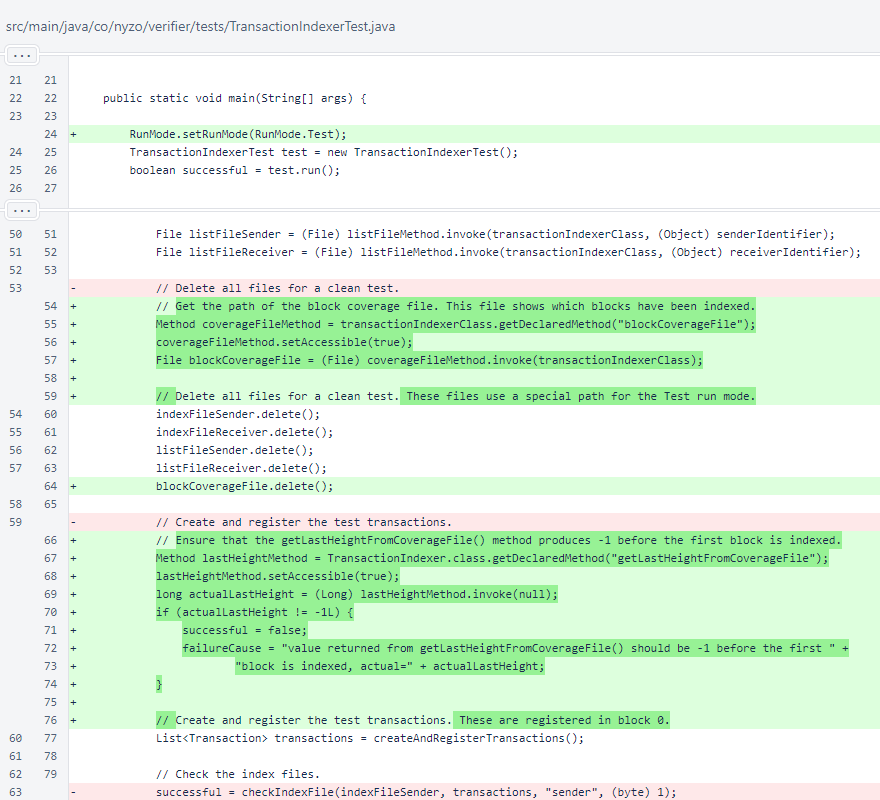 src/main/java/co/nyzo/verifier/tests/TransactionIndexerTest.java
...
21 21
22 22 public static void main(String[] args) {
23 23
24 + RunMode.setRunMode(RunMode.Test);
24 25 TransactionIndexerTest test = new TransactionIndexerTest();
25 26 boolean successful = test.run();
26 27
...
50 51 File listFileSender = (File) listFileMethod.invoke(transactionIndexerClass, (Object) senderIdentifier);
51 52 File listFileReceiver = (File) listFileMethod.invoke(transactionIndexerClass, (Object) receiverIdentifier);
52 53
53 - // Delete all files for a clean test.
54 + // Get the path of the block coverage file. This file shows which blocks have been indexed.
55 + Method coverageFileMethod = transactionIndexerClass.getDeclaredMethod("blockCoverageFile");
56 + coverageFileMethod.setAccessible(true);
57 + File blockCoverageFile = (File) coverageFileMethod.invoke(transactionIndexerClass);
58 +
59 + // Delete all files for a clean test. These files use a special path for the Test run mode.
54 60 indexFileSender.delete();
55 61 indexFileReceiver.delete();
56 62 listFileSender.delete();
57 63 listFileReceiver.delete();
64 + blockCoverageFile.delete();
58 65
59 - // Create and register the test transactions.
66 + // Ensure that the getLastHeightFromCoverageFile() method produces -1 before the first block is indexed.
67 + Method lastHeightMethod = TransactionIndexer.class.getDeclaredMethod("getLastHeightFromCoverageFile");
68 + lastHeightMethod.setAccessible(true);
69 + long actualLastHeight = (Long) lastHeightMethod.invoke(null);
70 + if (actualLastHeight != -1L) {
71 + successful = false;
72 + failureCause = "value returned from getLastHeightFromCoverageFile() should be -1 before the first " +
73 + "block is indexed, actual=" + actualLastHeight;
74 + }
75 +
76 + // Create and register the test transactions. These are registered in block 0.
60 77 List<Transaction> transactions = createAndRegisterTransactions();
61 78
62 79 // Check the index files.
63 - successful = checkIndexFile(indexFileSender, transactions, "sender", (byte) 1);